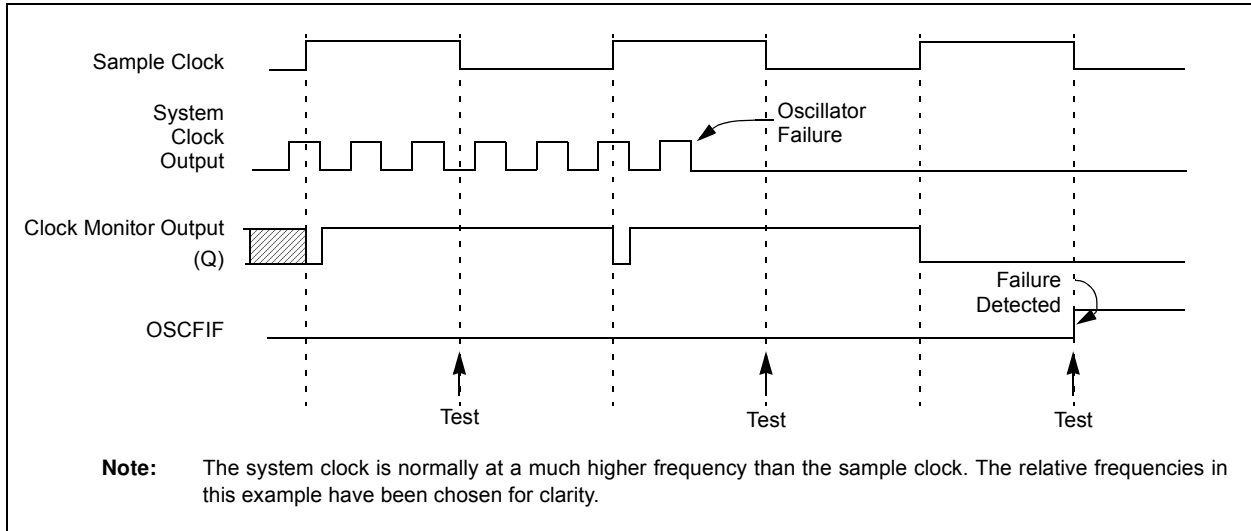 Sample Clock
System
Clock
Output
Oscillator
Failure
Clock Monitor Output
(Q)
Failure
Detected
OSCFIF
Test
Test
Test
Note: The system clock is normally at a much higher frequency than the sample clock. The relative frequencies in
this example have been chosen for clarity.